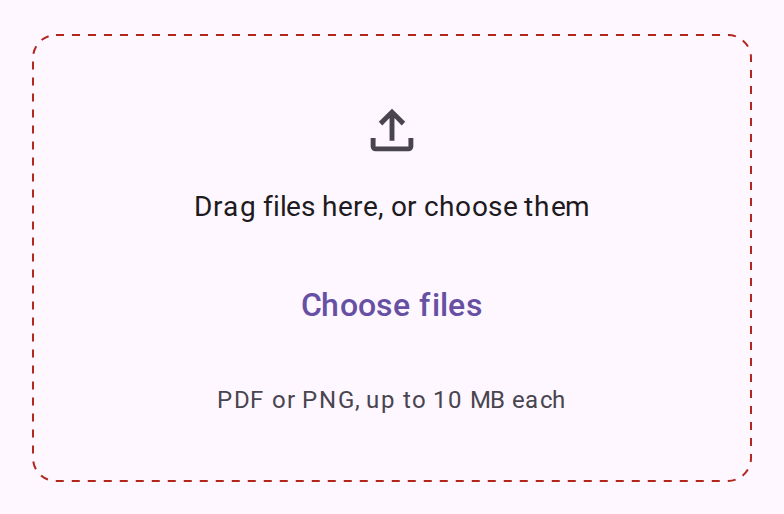 Drag files here, or choose them
Choose files
PDF or PNG, up to 10 MB each